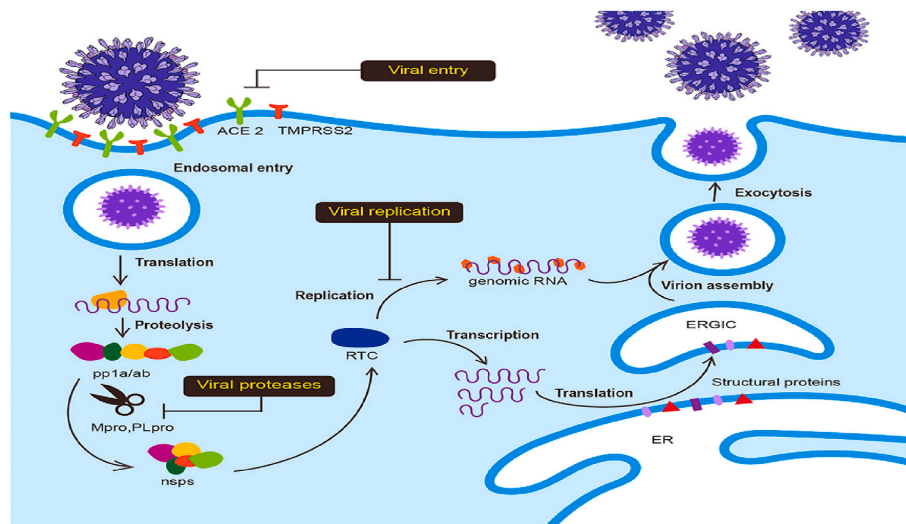 Viral entry
ACE 2
TMPRSS2
Endosomal entry
Exocytosis
Viral replication
Translation
genomic RNA
Virion assembly
Replication
Proteolysis
ERGIC
RTC
Transcription
pp1a/ab
Viral proteases
Translation
Structural proteins
Mpro,PLpro
ER
nsps